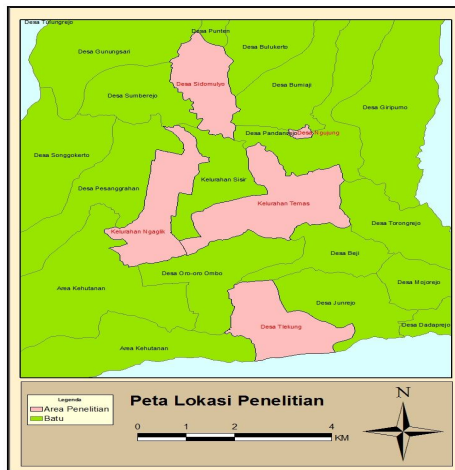 Desa Tulungrejo
Desa Punten
Desa Gunungsari
Desa Bulukerto
Desa Sidomulyo
Desa Bumiaji
Desa Sumberejo
Desa Giripurno
Desa Pandanrejo
Desa Ngujung
Desa Songgokerto
Kelurahan Sisir
Desa Pesanggrahan
Kelurahan Temas
Desa Torongrejo
Kelurahan Ngaglik
Desa Beji
Desa Oro-oro Ombo
Desa Mojorejo
Area Kehutanan
Desa Junrejo
Desa Dadaprejo
Desa Tlekung
Area Kehutanan
Legenda
Area Penelitian
Batu
Peta Lokasi Penelitian
0 1 2 4
KM
N